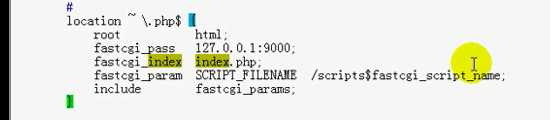 #
location ~ \.php$ {
root html;
fastcgi_pass 127.0.0.1:9000;
fastcgi_index index.php;
fastcgi_param SCRIPT_FILENAME /scripts$fastcgi_script_name;
include fastcgi_params;
}